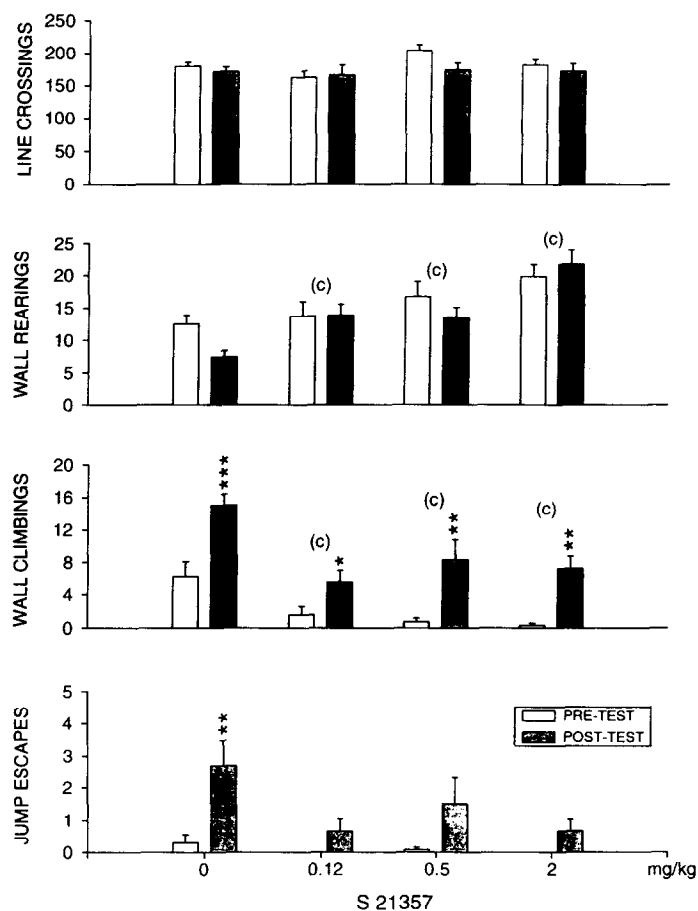 LINE CROSSINGS
250
200
150
100
50
0
WALL REARINGS
25
20
15
10
5
0
(c)
(c)
(c)
WALL CLIMBINGS
20
16
12
8
4
0
***
(c)
*
(c)
**
(c)
**
JUMP ESCAPES
5
4
3
2
1
0
**
PRE-TEST
POST-TEST
0
0.12
0.5
2
mg/kg
S 21357